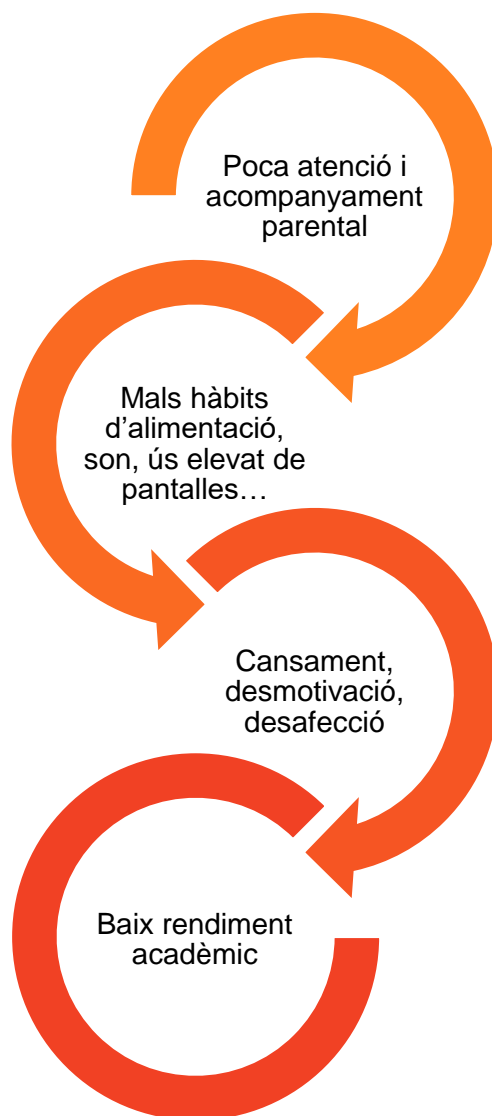 Poca atenció i
acompanyament
parental
Mals hàbits
d’alimentació,
son, ús elevat de
pantalles…
Cansament,
desmotivació,
desafecció
Baix rendiment
acadèmic